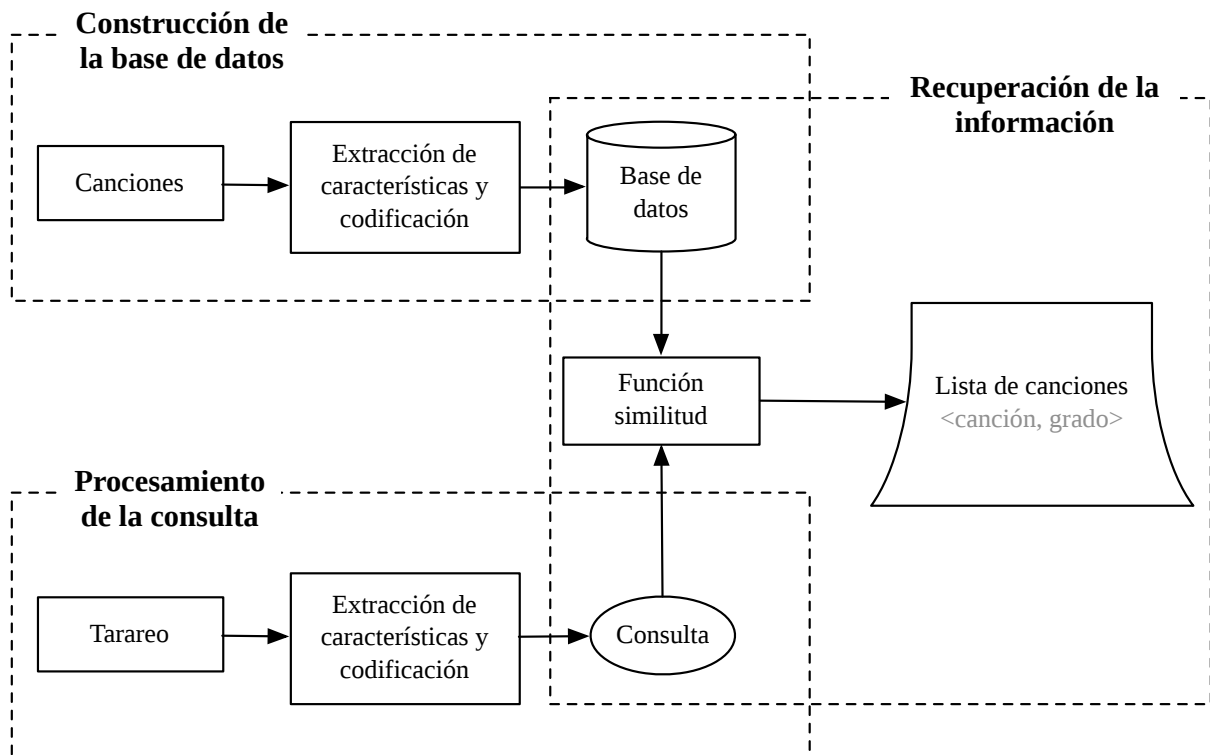 Construcción de
la base de datos
Recuperación de la
información
Canciones
Extracción de
características y
codificación
Base de
datos
Función
similitud
Lista de canciones
<canción, grado>
Procesamiento
de la consulta
Tarareo
Extracción de
características y
codificación
Consulta